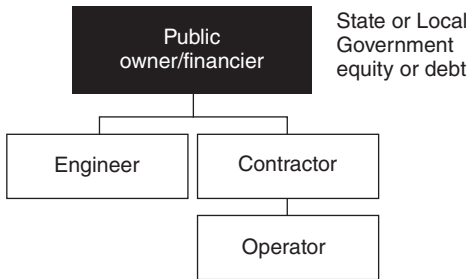 Public
owner/financier
State or Local
Government
equity or debt
Engineer
Contractor
Operator